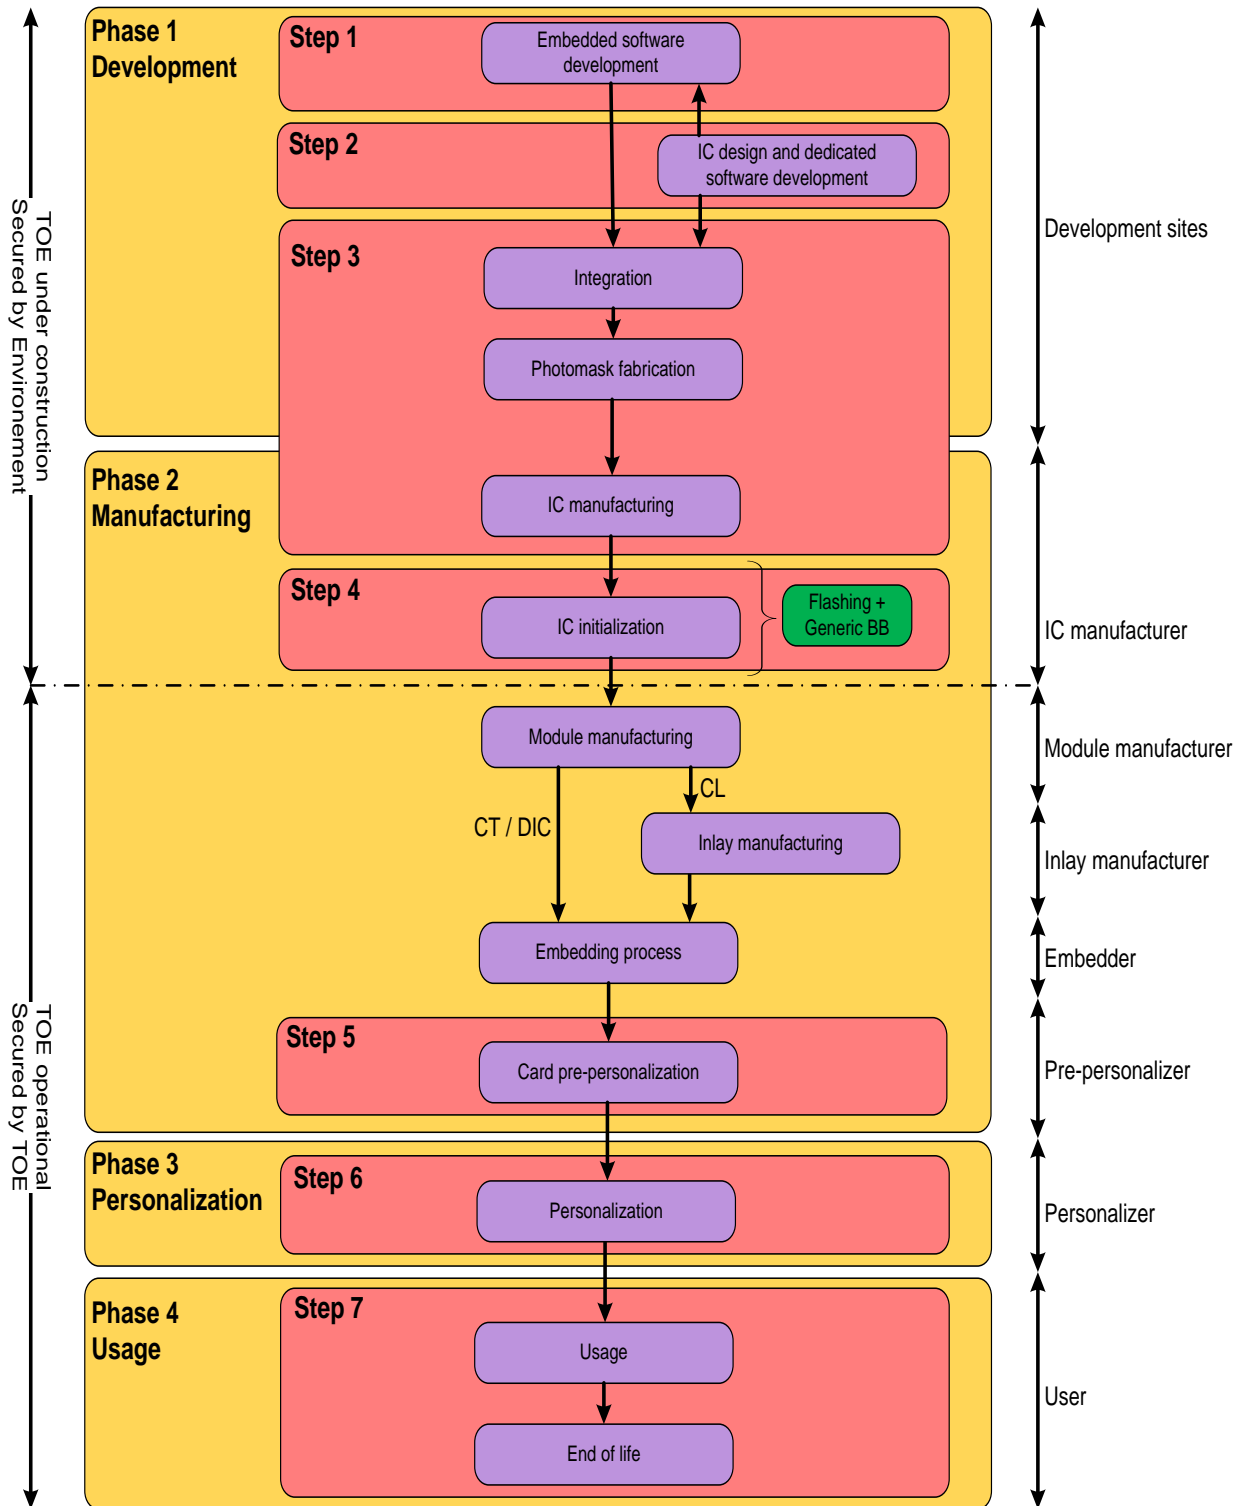 Phase 1
Development
Step 1
Embedded software
development
Step 2
IC design and dedicated
software development
Step 3
Integration
Photomask fabrication
Development sites
TOE under construction
Secured by Environement
Phase 2
Manufacturing
IC manufacturing
Step 4
IC initialization
Flashing +
Generic BB
IC manufacturer
Module manufacturing
Module manufacturer
CL
CT / DIC
Inlay manufacturing
Inlay manufacturer
Embedding process
Embedder
TOE operational
Secured by TOE
Step 5
Card pre-personalization
Pre-personalizer
Phase 3
Personalization
Step 6
Personalization
Personalizer
Phase 4
Usage
Step 7
Usage
End of life
User